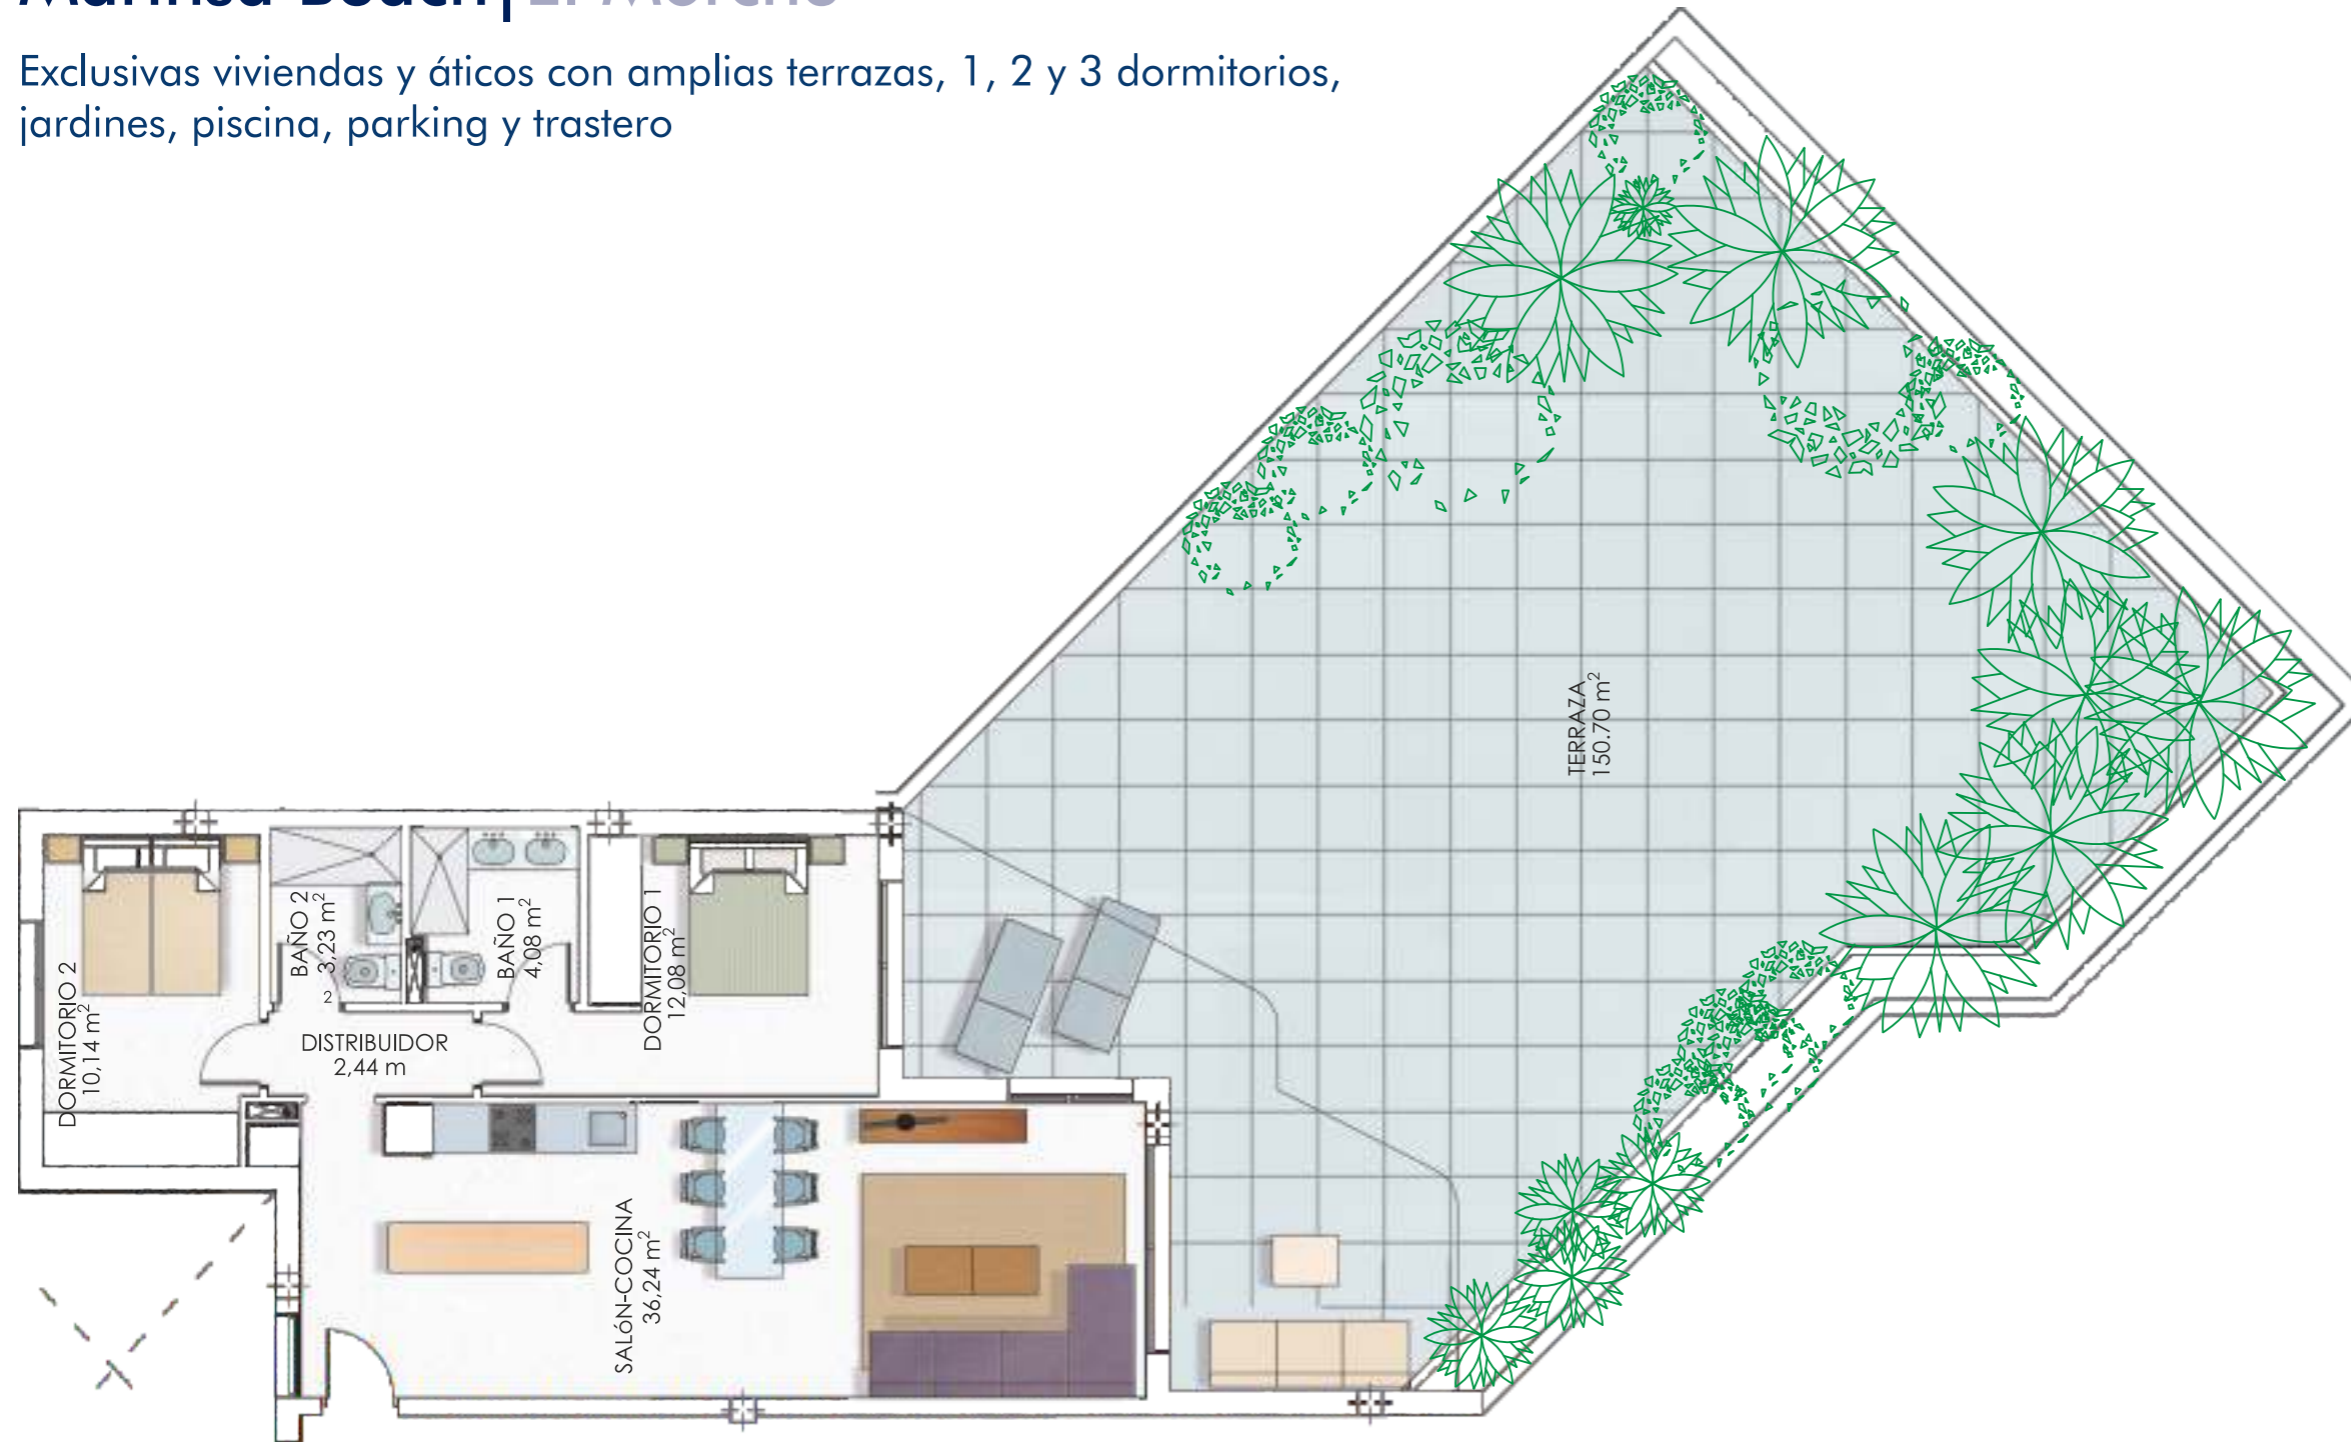 Exclusivas viviendas y áticos con amplias terrazas, 1, 2 y 3 dormitorios,
jardines, piscina, parking y trastero
TERRAZA
150.70 m²
DORMITORIO 2
10,14 m²
BAÑO 2
3,23 m²
2
BAÑO 1
4,08 m²
DORMITORIO 1
12,08 m²
DISTRIBUIDOR
2,44 m
SALÓN-COCINA
36,24 m²